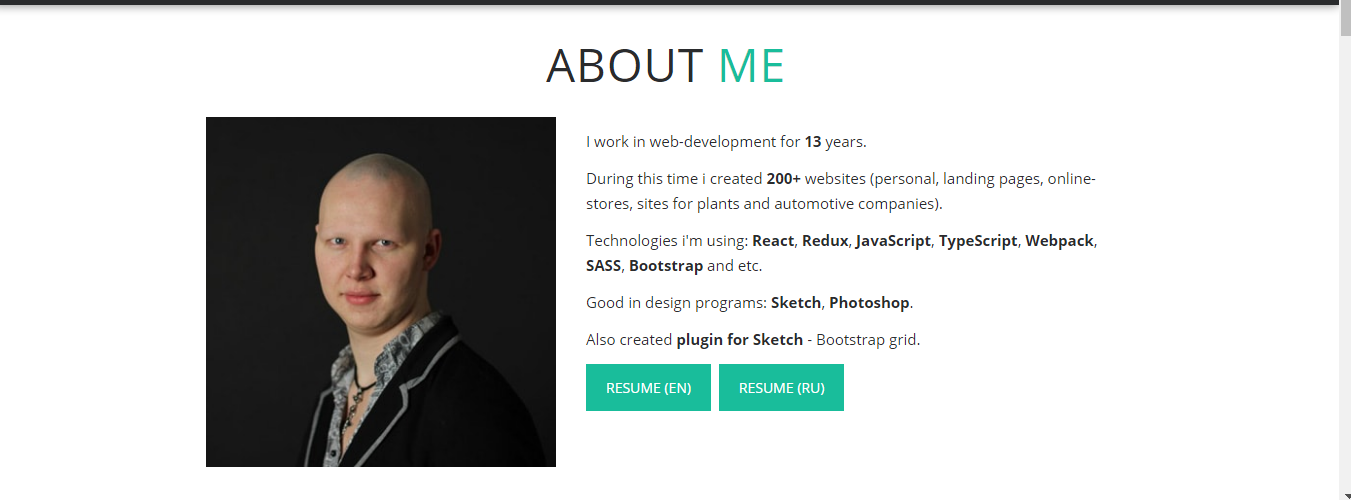 ABOUT ME
I work in web-development for 13 years.
During this time i created 200+ websites (personal, landing pages, online-
stores, sites for plants and automotive companies).
Technologies i'm using: React, Redux, JavaScript, TypeScript, Webpack,
SASS, Bootstrap and etc.
Good in design programs: Sketch, Photoshop.
Also created plugin for Sketch - Bootstrap grid.
RESUME (EN) RESUME (RU)